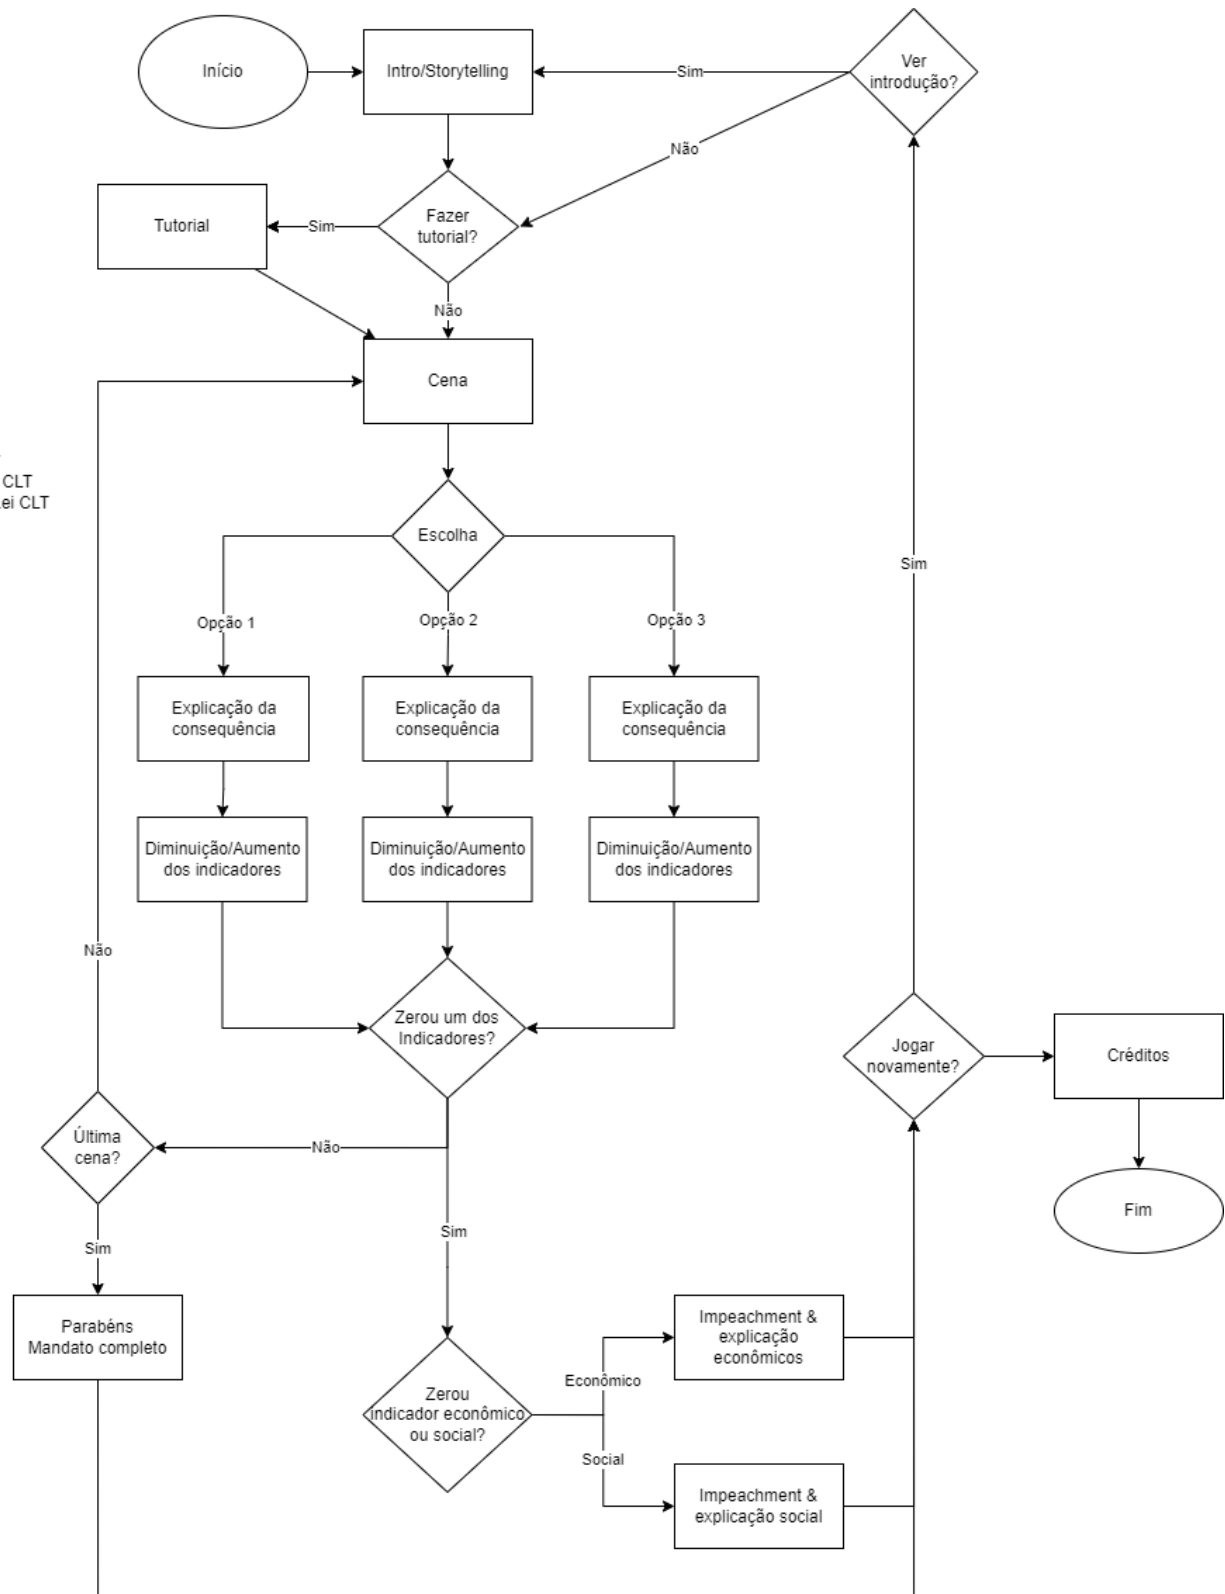 Início
Intro/Storytelling
Sim
Ver
introdução?
Não
Tutorial
Sim
Fazer
tutorial?
Não
Cena
CLT
ei CLT
Escolha
Sim
Opção 1
Opção 2
Opção 3
Explicação da
consequência
Explicação da
consequência
Explicação da
consequência
Diminuição/Aumento
dos indicadores
Diminuição/Aumento
dos indicadores
Diminuição/Aumento
dos indicadores
Não
Zerou um dos
Indicadores?
Jogar
novamente?
Créditos
Última
cena?
Não
Sim
Sim
Fim
Parabéns
Mandato completo
Impeachment &
explicação
econômicos
Econômico
Zerou
indicador econômico
ou social?
Social
Impeachment &
explicação social